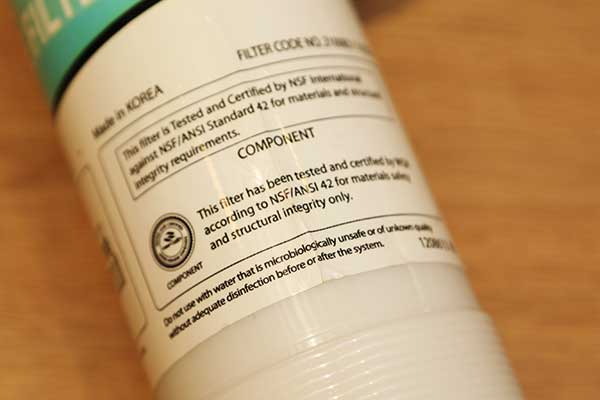 FILTE
Made in KOREA
FILTER CODE NO.
This filter is Tested and Certified by NSF International
against NSF/ANSI Standard 42 for materials and structural
integrity requirements.
COMPONENT
This filter has been tested and certified by WQA
according to NSF/ANSI 42 for materials safety
and structural integrity only.
COMPONENT
Do not use with water that is microbiologically unsafe or of unkown quality
without adequate disinfection before or after the system.